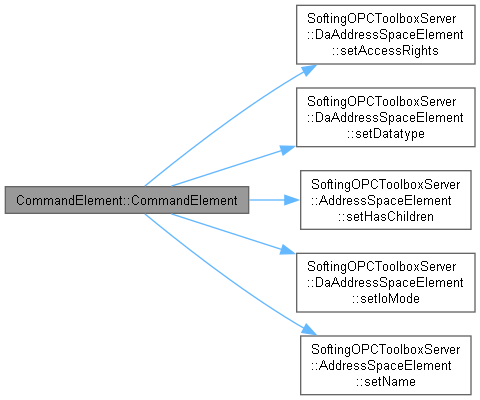 SoftingOPCToolboxServer
::DaAddressSpaceElement
::setAccessRights
SoftingOPCToolboxServer
::DaAddressSpaceElement
::setDatatype
CommandElement::CommandElement
SoftingOPCToolboxServer
::AddressSpaceElement
::setHasChildren
SoftingOPCToolboxServer
::DaAddressSpaceElement
::setIoMode
SoftingOPCToolboxServer
::AddressSpaceElement
::setName